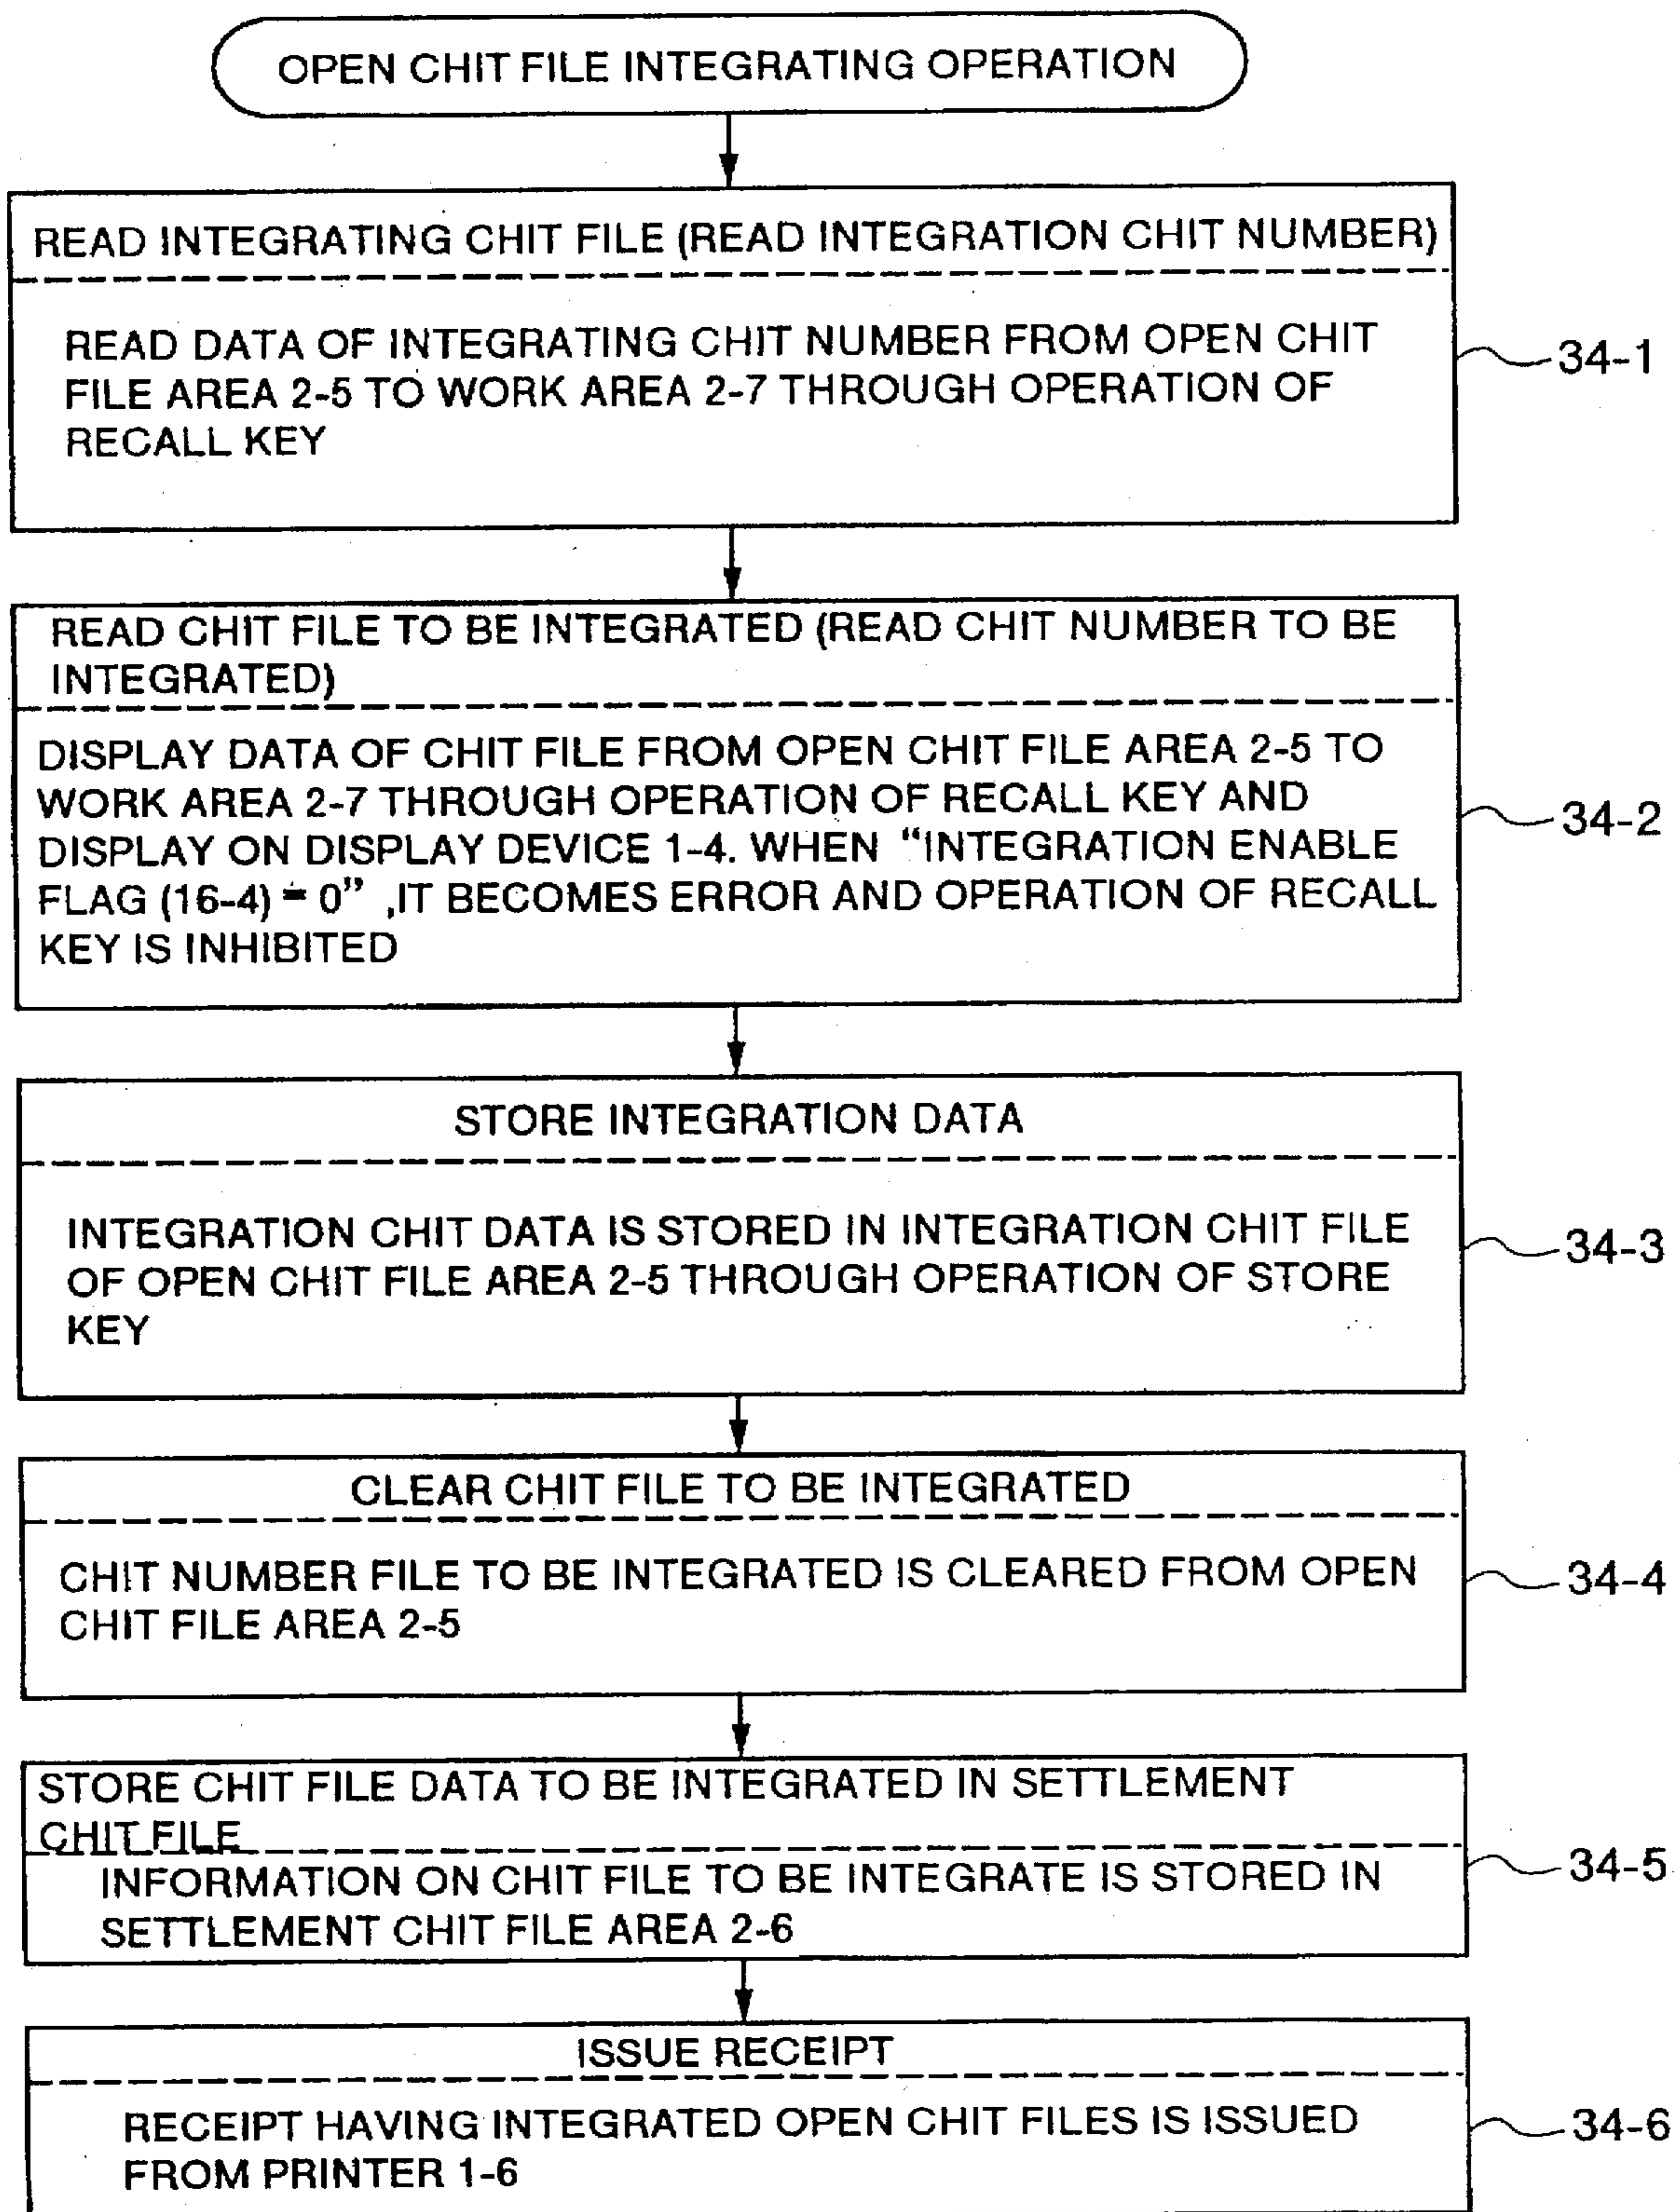 OPEN CHIT FILE INTEGRATING OPERATION
READ INTEGRATING CHIT FILE (READ INTEGRATION CHIT NUMBER)
READ DATA OF INTEGRATING CHIT NUMBER FROM OPEN CHIT
FILE AREA 2-5 TO WORK AREA 2-7 THROUGH OPERATION OF
RECALL KEY
34-1
READ CHIT FILE TO BE INTEGRATED (READ CHIT NUMBER TO BE
INTEGRATED)
DISPLAY DATA OF CHIT FILE FROM OPEN CHIT FILE AREA 2-5 TO
WORK AREA 2-7 THROUGH OPERATION OF RECALL KEY AND
DISPLAY ON DISPLAY DEVICE 1-4. WHEN “INTEGRATION ENABLE
FLAG (16-4) = 0” ,IT BECOMES ERROR AND OPERATION OF RECALL
KEY IS INHIBITED
34-2
STORE INTEGRATION DATA
INTEGRATION CHIT DATA IS STORED IN INTEGRATION CHIT FILE
OF OPEN CHIT FILE AREA 2-5 THROUGH OPERATION OF STORE
KEY
34-3
CLEAR CHIT FILE TO BE INTEGRATED
CHIT NUMBER FILE TO BE INTEGRATED IS CLEARED FROM OPEN
CHIT FILE AREA 2-5
34-4
STORE CHIT FILE DATA TO BE INTEGRATED IN SETTLEMENT
CHIT FILE
INFORMATION ON CHIT FILE TO BE INTEGRATE IS STORED IN
SETTLEMENT CHIT FILE AREA 2-6
34-5
ISSUE RECEIPT
RECEIPT HAVING INTEGRATED OPEN CHIT FILES IS ISSUED
FROM PRINTER 1-6
34-6